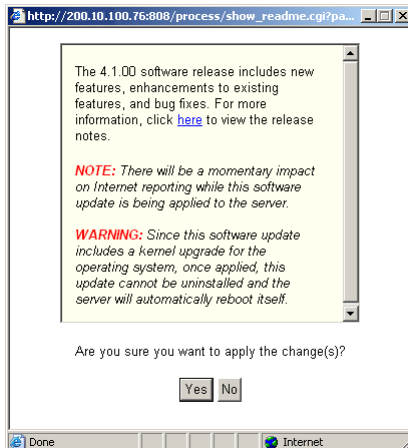 http://200.10.100.76:808/process/show_readme.cgi?pa...
The 4.1.00 software release includes new
features, enhancements to existing
features, and bug fixes. For more
information, click here to view the release
notes.
NOTE: There will be a momentary impact
on Internet reporting while this software
update is being applied to the server.
WARNING: Since this software update
includes a kernel upgrade for the
operating system, once applied, this
update cannot be uninstalled and the
server will automatically reboot itself.
Are you sure you want to apply the change(s)?
Yes No
Done Internet